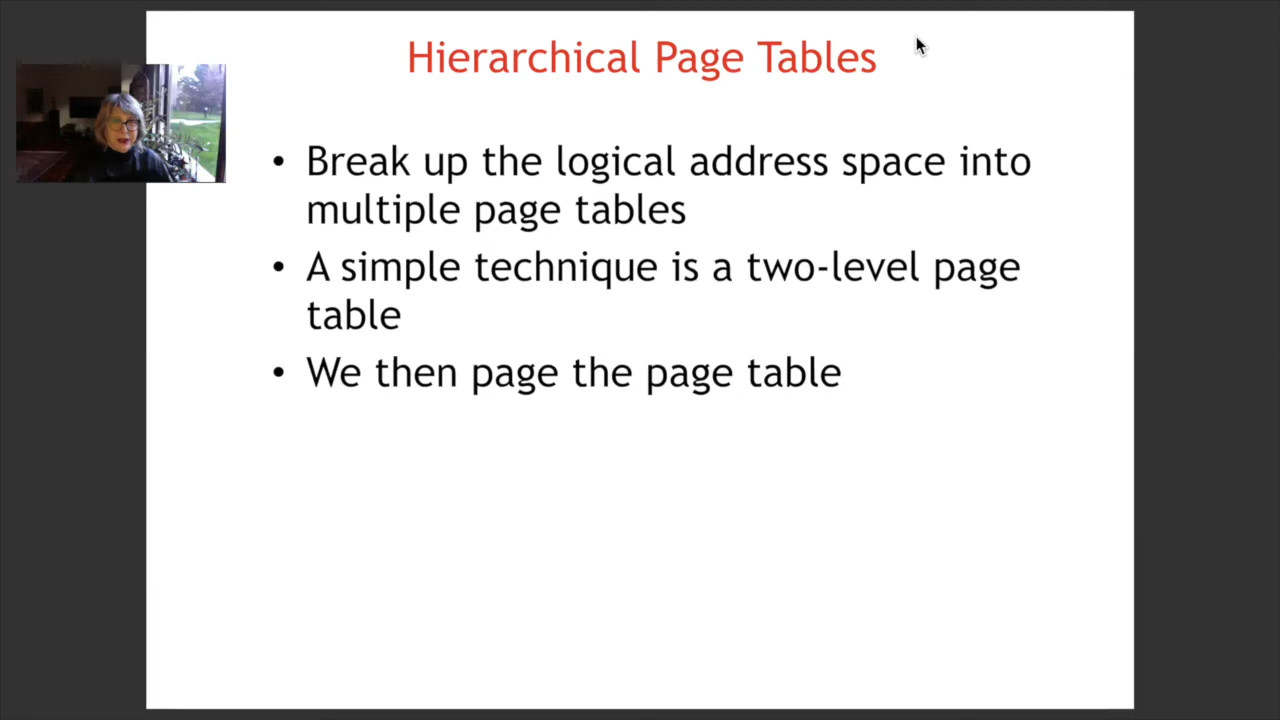 Hierarchical Page Tables
• Break up the logical address space into
multiple page tables
• A simple technique is a two-level page
table
• We then page the page table